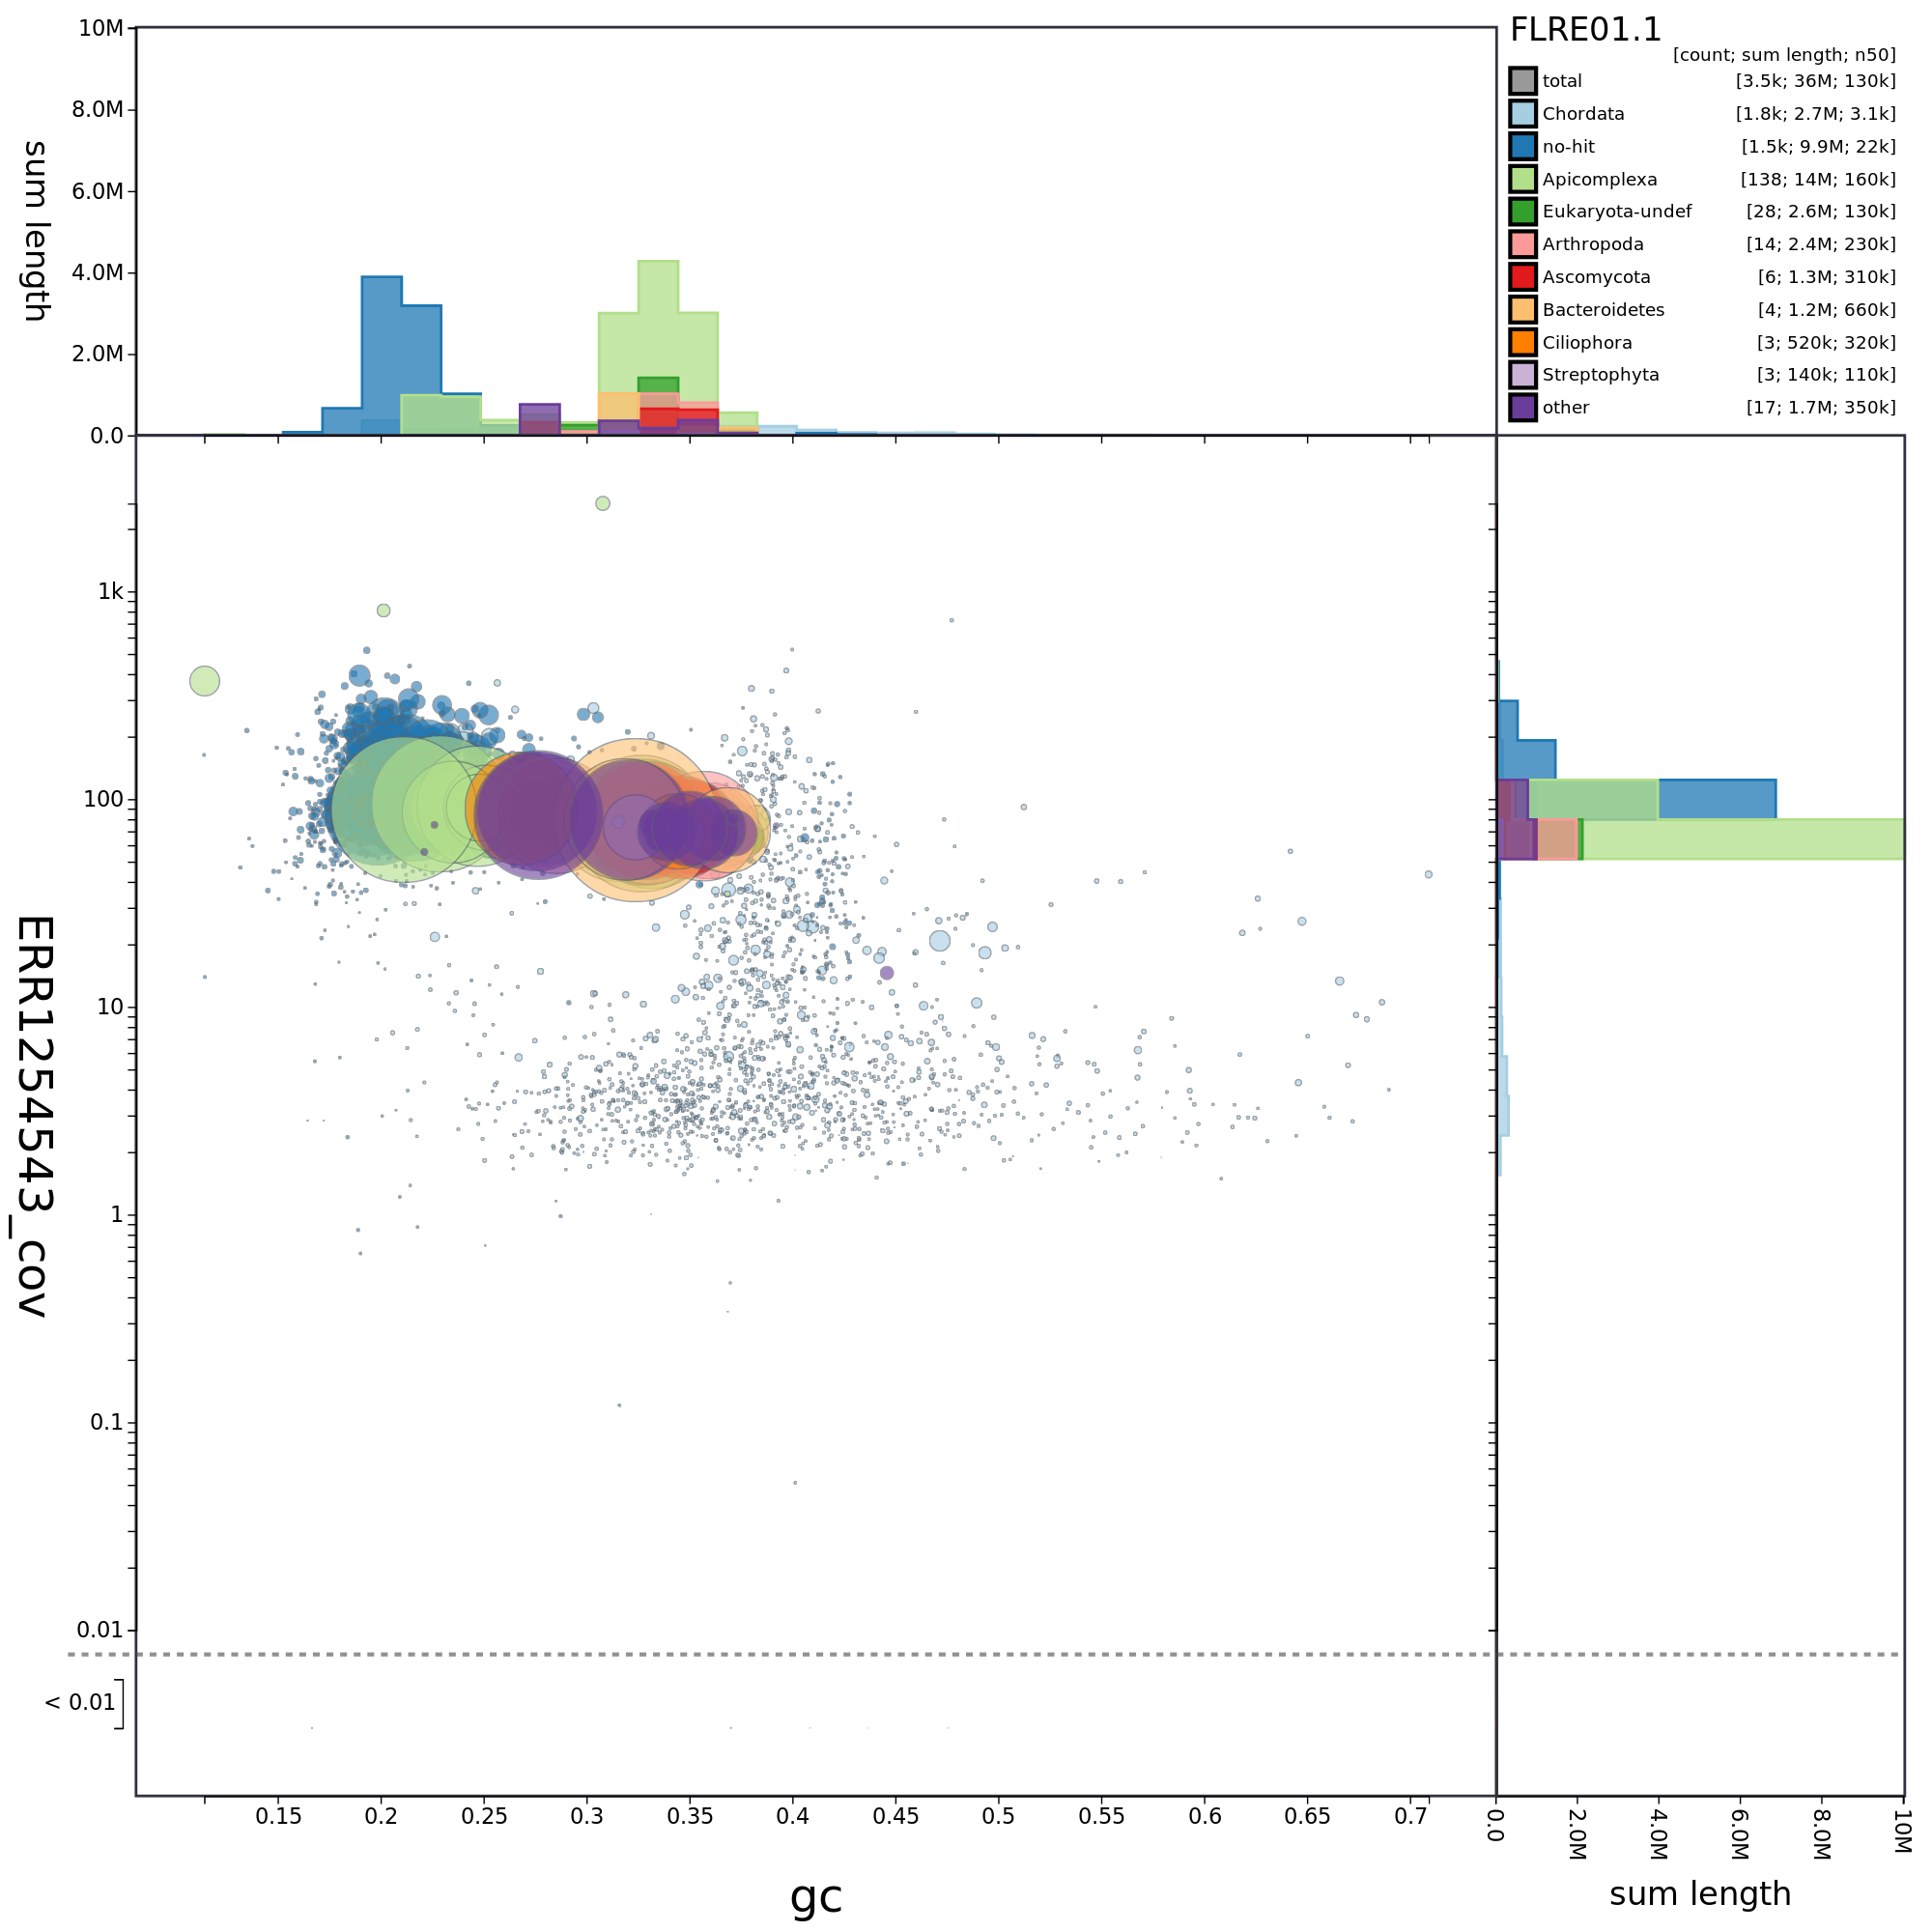 FLRE01.1
[count; sum length; n50]
total [3.5k; 36M; 130k]
Chordata [1.8k; 2.7M; 3.1k]
no-hit [1.5k; 9.9M; 22k]
Apicomplexa [138; 14M; 160k]
Eukaryota-undef [28; 2.6M; 130k]
Arthropoda [14; 2.4M; 230k]
Ascomycota [6; 1.3M; 310k]
Bacteroidetes [4; 1.2M; 660k]
Ciliophora [3; 520k; 320k]
Streptophyta [3; 140k; 110k]
other [17; 1.7M; 350k]
sum length
10M
8.0M
6.0M
4.0M
2.0M
0.0
ERR1254543_cov
1k
100
10
1
0.1
0.01
< 0.01
0.15 0.2 0.25 0.3 0.35 0.4 0.45 0.5 0.55 0.6 0.65 0.7
gc
0.0 2.0M 4.0M 6.0M 8.0M 10M
sum length